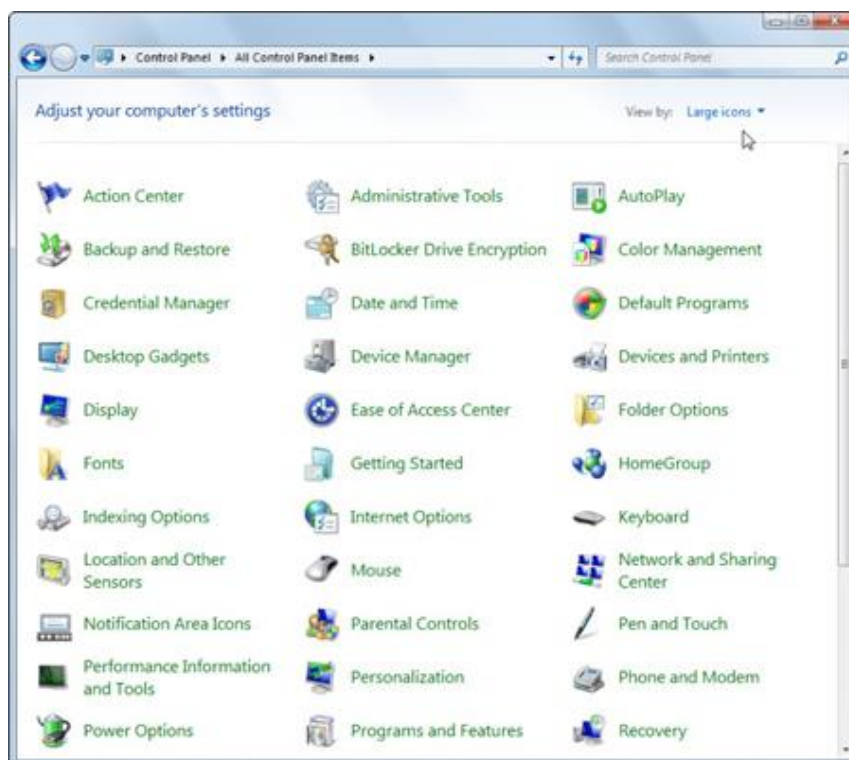 Control Panel All Control Panel Items Search Control Panel
Adjust your computer's settings View by: Large icons
Action Center Administrative Tools AutoPlay
Backup and Restore BitLocker Drive Encryption Color Management
Credential Manager Date and Time Default Programs
Desktop Gadgets Device Manager Devices and Printers
Display Ease of Access Center Folder Options
Fonts Getting Started HomeGroup
Indexing Options Internet Options Keyboard
Location and Other
Sensors
Mouse
Network and Sharing
Center
Notification Area Icons Parental Controls Pen and Touch
Performance Information
and Tools
Personalization Phone and Modem
Power Options Programs and Features Recovery